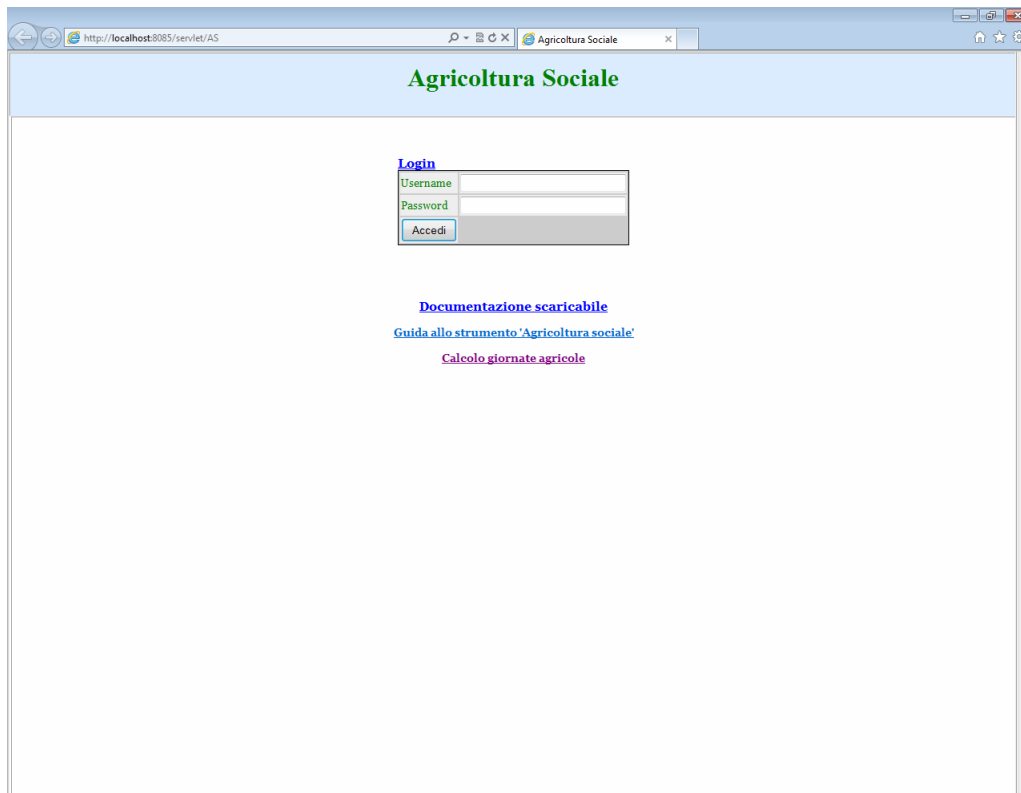 http://localhost:8085/servlet/AS
Agricoltura Sociale
Agricoltura Sociale
Login
Username
Password
Accedi
Documentazione scaricabile
Guida allo strumento 'Agricoltura sociale'
Calcolo giornate agricole